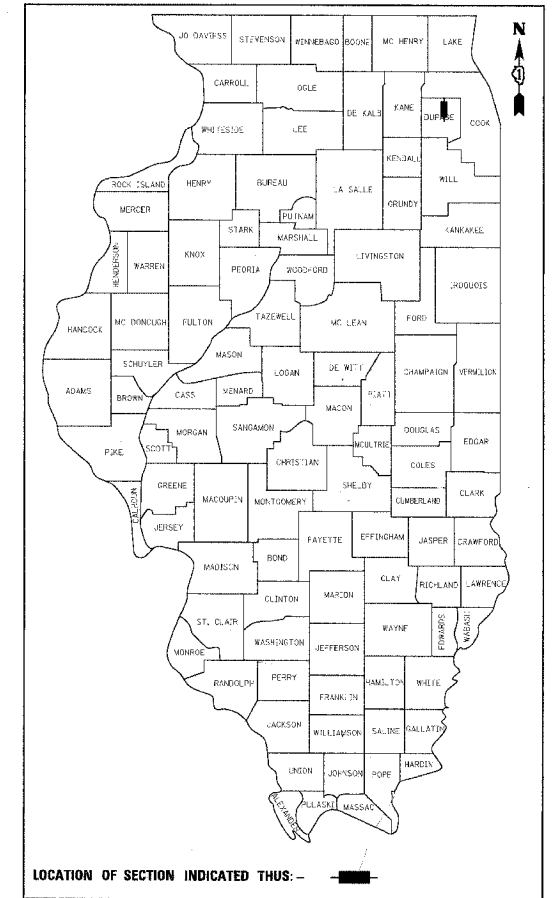 JO DAVIESS STEVENSON WINNEBAGO BOONE MC HENRY LAKE
N
CARROLL OGLE
DE KALB KANE DUPAGE COOK
WHITESIDE LEE
KENDALL
WILL
ROCK ISLAND HENRY BUREAU LA SALLE GRUNDY
MERCER PUTNAM
STARK MARSHALL KANKAKEE
HENDERSON WARREN KNOX PEORIA WOODFORD LIVINGSTON
IROQUOIS
HANCOCK MC DONOUGH FULTON TAZEWELL MC LEAN FORD
MASON
SCHUYLER LOGAN DE WITT CHAMPAIGN VERMILION
ADAMS BROWN CASS MENARD PIATT
MACON
MORGAN SANGAMON DOUGLAS
PIKE SCOTT MOULTRIE EDGAR
CHRISTIAN COLES
GREENE SHELBY
CALHOUN MACOUPIN MONTGOMERY CUMBERLAND CLARK
JERSEY
FAYETTE EFFINGHAM JASPER CRAWFORD
MADISON BOND
CLAY RICHLAND LAWRENCE
CLINTON MARION
ST. CLAIR WAYNE EDWARDS WABASH
WASHINGTON JEFFERSON
MONROE
RANDOLPH PERRY HAMILTON WHITE
FRANKLIN
JACKSON WILLIAMSON SALINE GALLATIN
HARDIN
UNION JOHNSON POPE
ALEXANDER PULASKI MASSAC
LOCATION OF SECTION INDICATED THUS:-